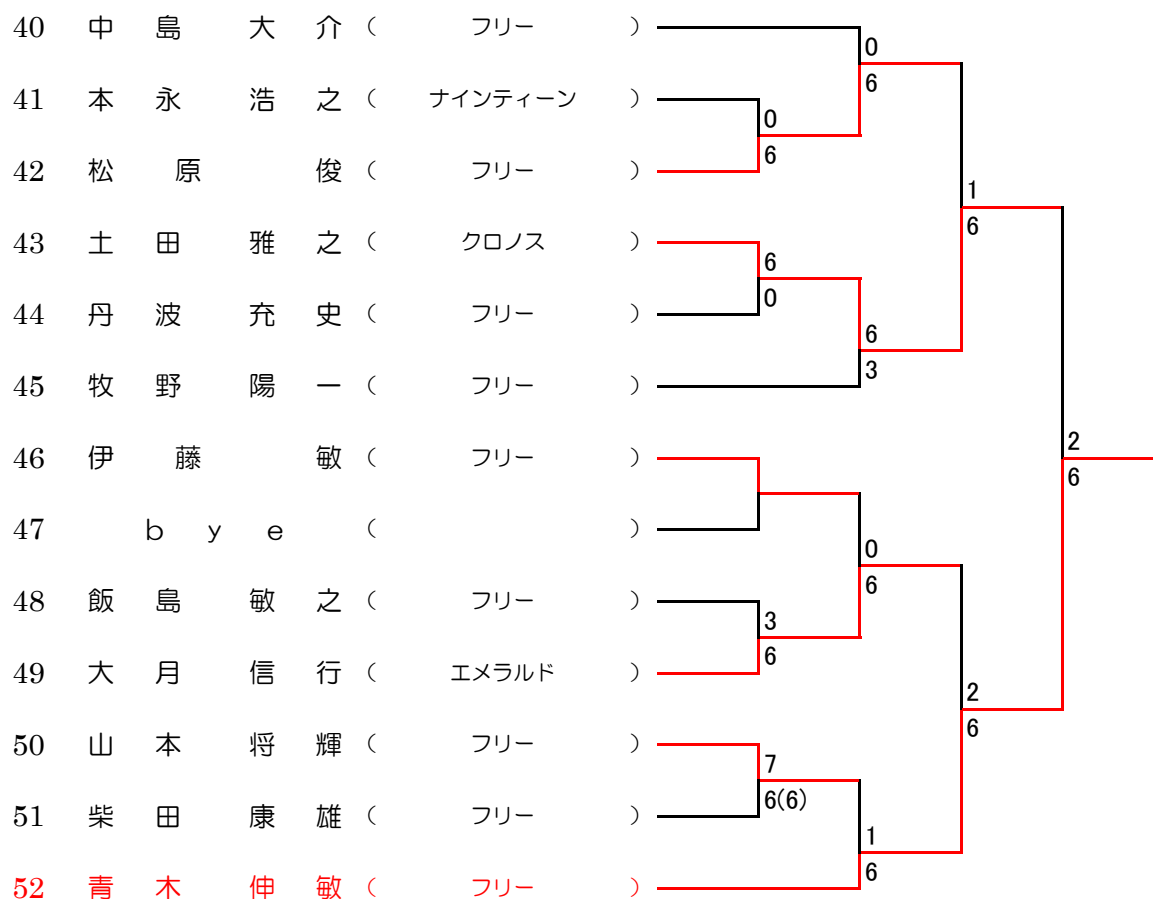 40 中島 大介 ( フリー )
0
6
41 本永 浩之 ( ナインティーン )
0
6
42 松原 俊 ( フリー )
1
6
43 土田 雅之 ( クロノス )
6
0
44 丹波 充史 ( フリー )
6
3
45 牧野 陽一 ( フリー )
2
6
46 伊藤 敏 ( フリー )
47 bye ( )
0
6
48 飯島 敏之 ( フリー )
3
6
49 大月 信行 ( エメラルド )
2
6
50 山本 将輝 ( フリー )
7
6(6)
51 柴田 康雄 ( フリー )
1
6
52 青木 伸敏 ( フリー )